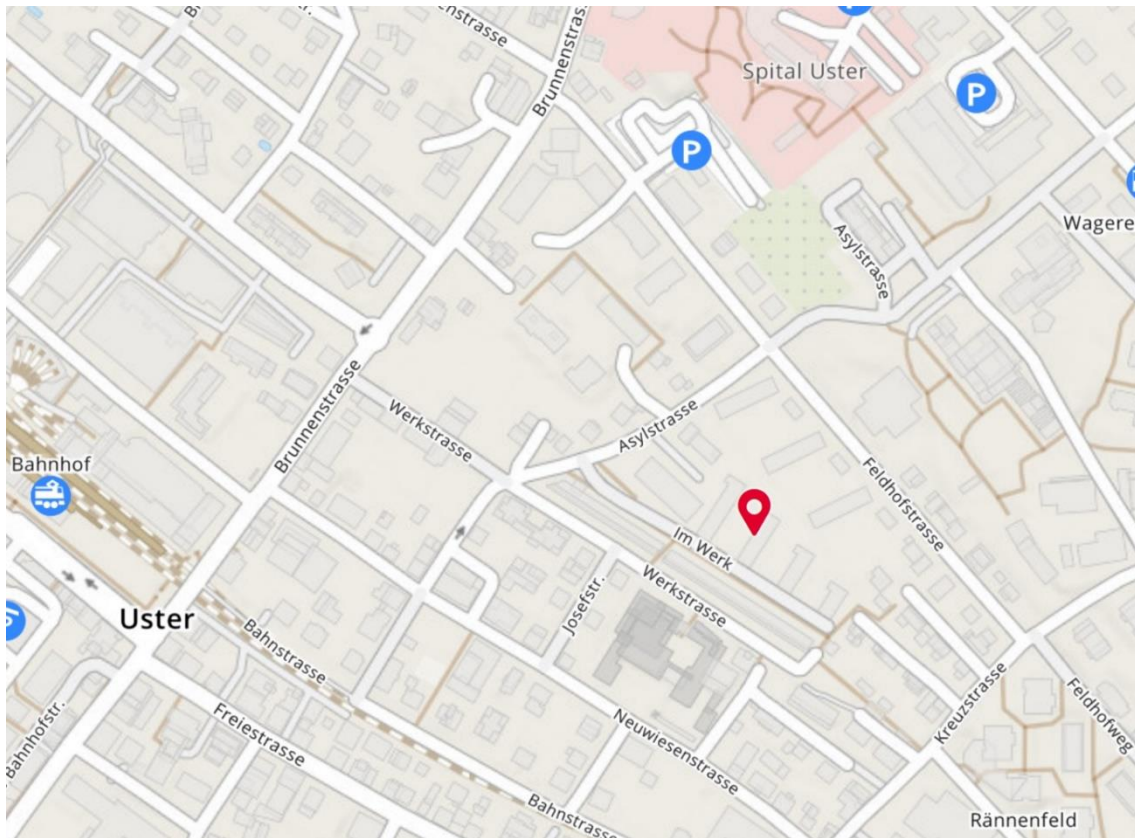 Brunnenstrasse
Spital Uster
P
P
P
Wagere
Asylstrasse
Brunnenstrasse
Werkstrasse
Asylstrasse
Bahnhof
Feldhofstrasse
Im Werk
Werkstrasse
Josefstr.
Uster
Bahnstrasse
Kreuzstrasse
Feldhofweg
Bahnhofstr.
Freiestrasse
Neuwiesenstrasse
Bahnstrasse
Rännenfeld